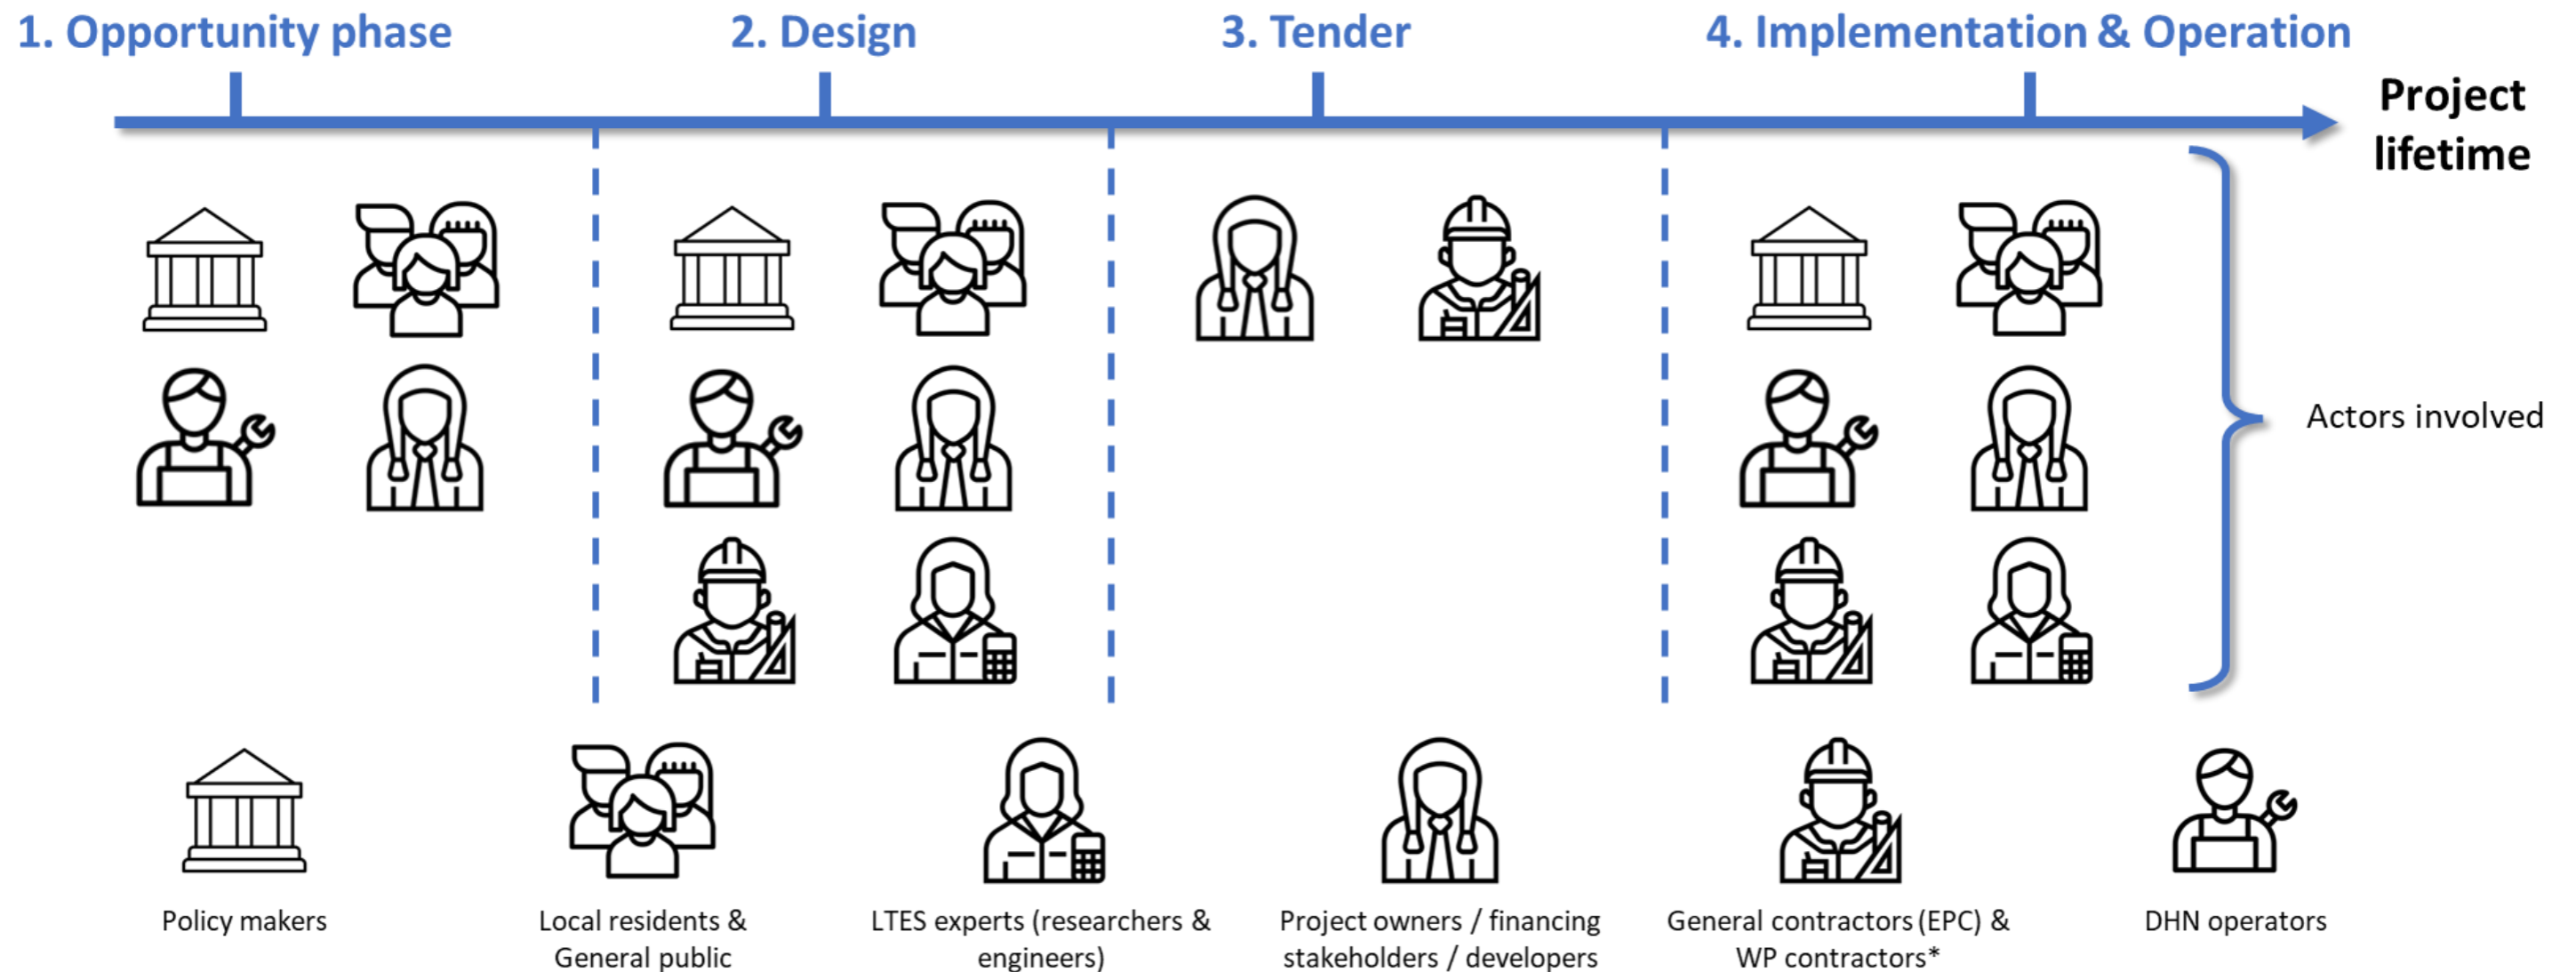 1. Opportunity phase
2. Design
3. Tender
4. Implementation & Operation
Project
lifetime
Actors involved
Policy makers
Local residents &
General public
LTES experts (researchers &
engineers)
Project owners / financing
stakeholders / developers
General contractors (EPC) &
WP contractors*
DHN operators